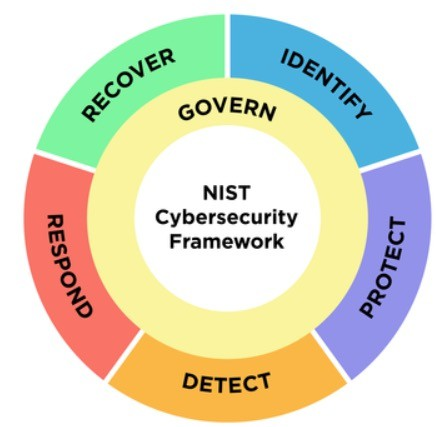 RECOVER
IDENTIFY
GOVERN
NIST
Cybersecurity
Framework
RESPOND
PROTECT
DETECT